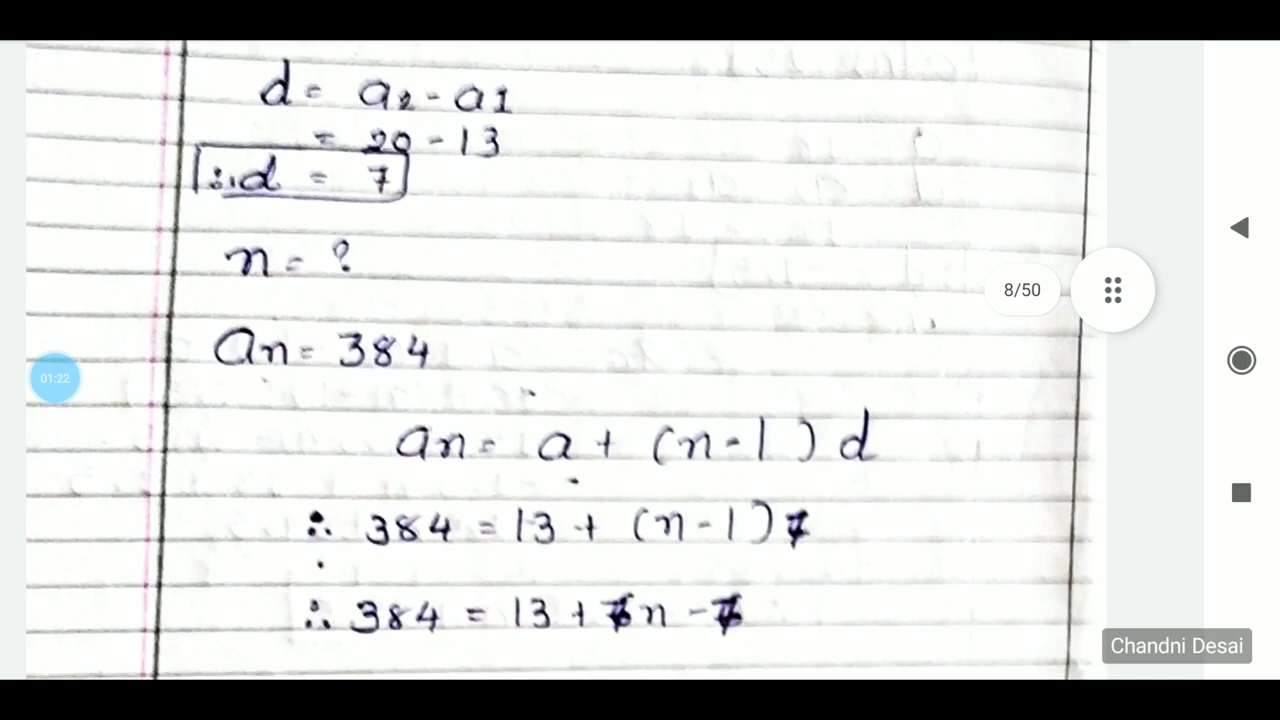 d = a2 - a1
= 20 - 13
∴ d = 7
n = ?
8/50
an = 384
01:22
an = a + (n-1) d
∴ 384 = 13 + (n-1) 7
∴ 384 = 13 + 7n - 7
Chandni Desai